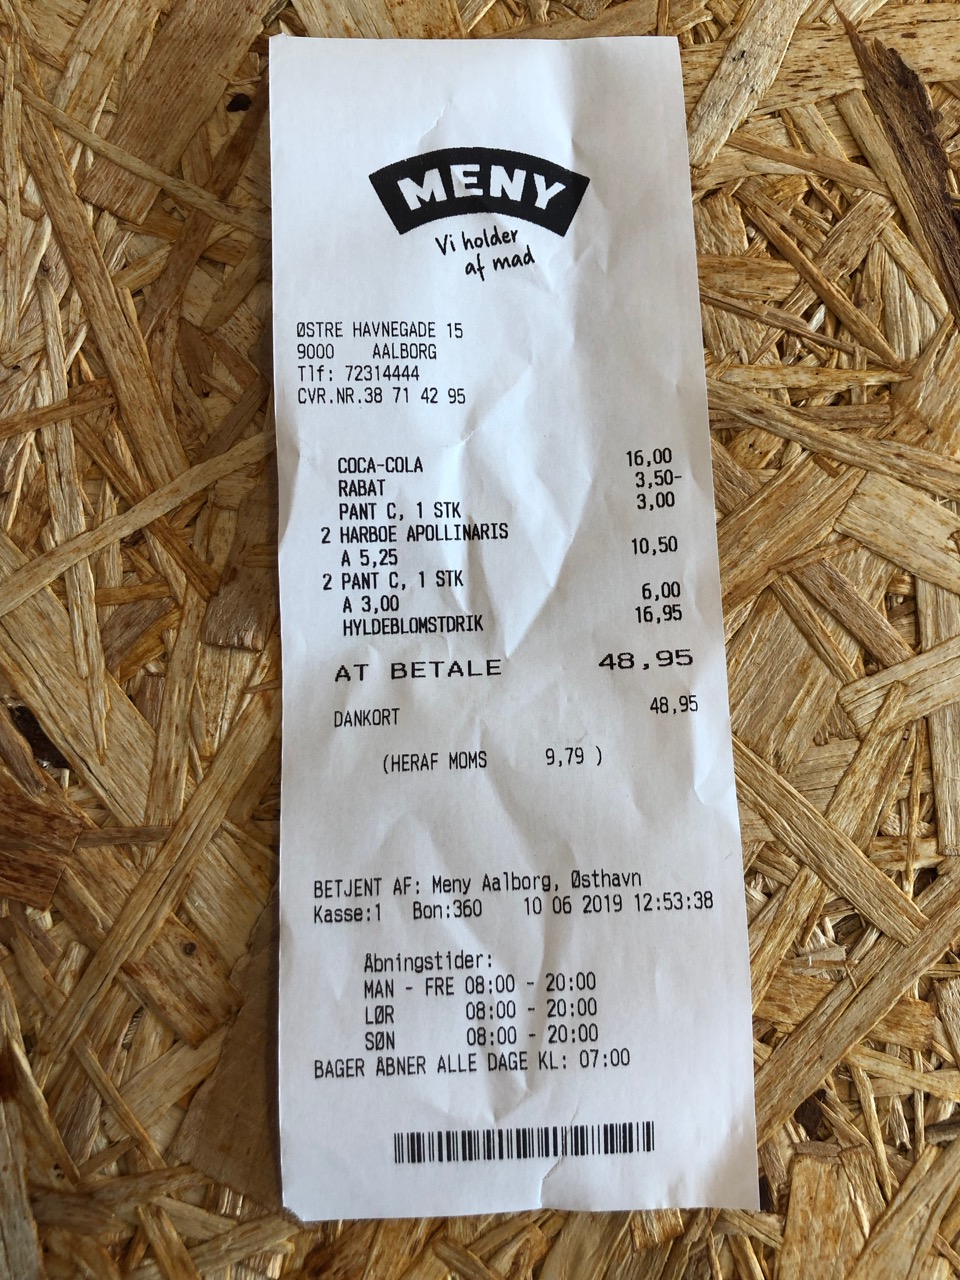 MENY
Vi holder
af mad
ØSTRE HAVNEGADE 15
9000 AALBORG
Tlf: 72314444
CVR.NR.38 71 42 95
COCA-COLA 16,00
RABAT 3,50-
PANT C, 1 STK 3,00
2 HARBOE APOLLINARIS
A 5,25 10,50
2 PANT C, 1 STK
A 3,00 6,00
HYLDEBLOMSTDRIK 16,95
AT BETALE 48,95
DANKORT 48,95
(HERAF MOMS 9,79 )
BETJENT AF: Meny Aalborg, Østhavn
Kasse:1 Bon:360 10 06 2019 12:53:38
Åbningstider:
MAN - FRE 08:00 - 20:00
LØR 08:00 - 20:00
SØN 08:00 - 20:00
BAGER ÅBNER ALLE DAGE KL: 07:00